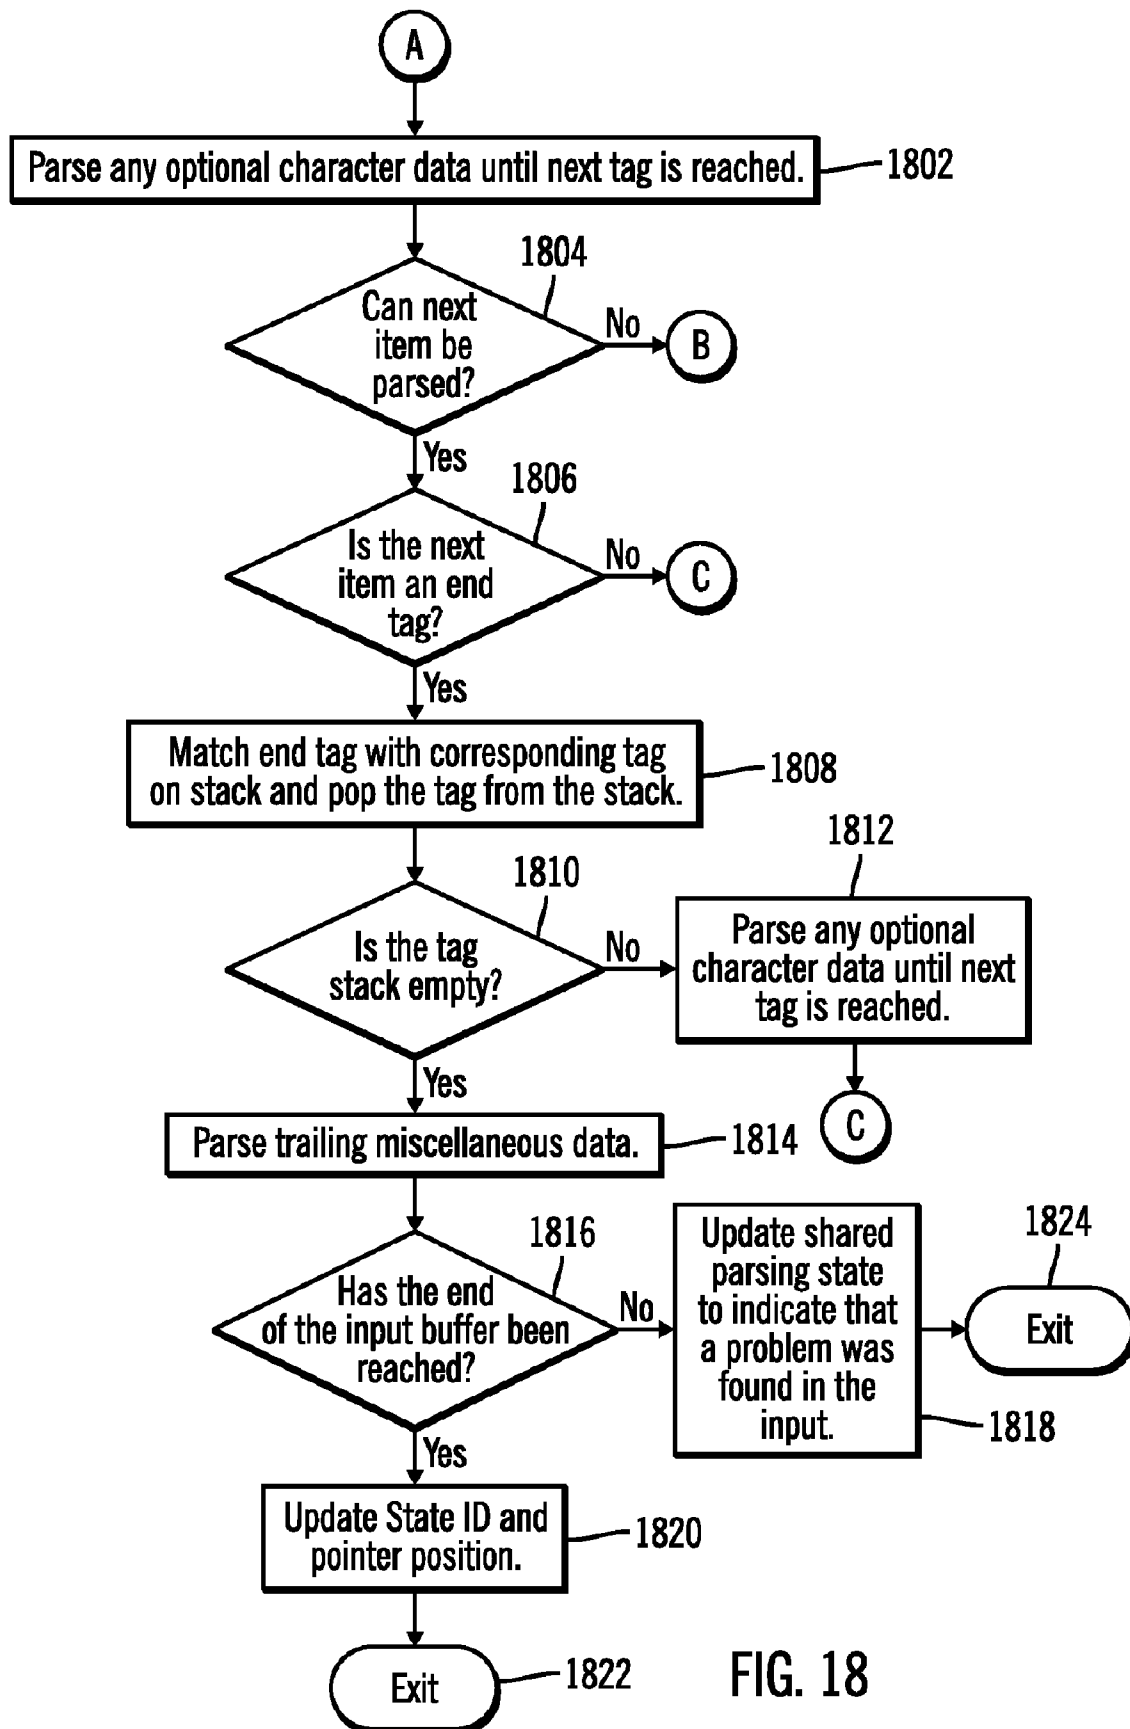 A
Parse any optional character data until next tag is reached.
1802
1804
Can next
item be
parsed?
No
B
Yes
1806
Is the next
item an end
tag?
No
C
Yes
Match end tag with corresponding tag
on stack and pop the tag from the stack.
1808
1810
Is the tag
stack empty?
No
1812
Parse any optional
character data until next
tag is reached.
C
Yes
Parse trailing miscellaneous data.
1814
1816
Has the end
of the input buffer been
reached?
No
Update shared
parsing state
to indicate that
a problem was
found in the
input.
1818
1824
Exit
Yes
Update State ID and
pointer position.
1820
Exit
1822
FIG. 18